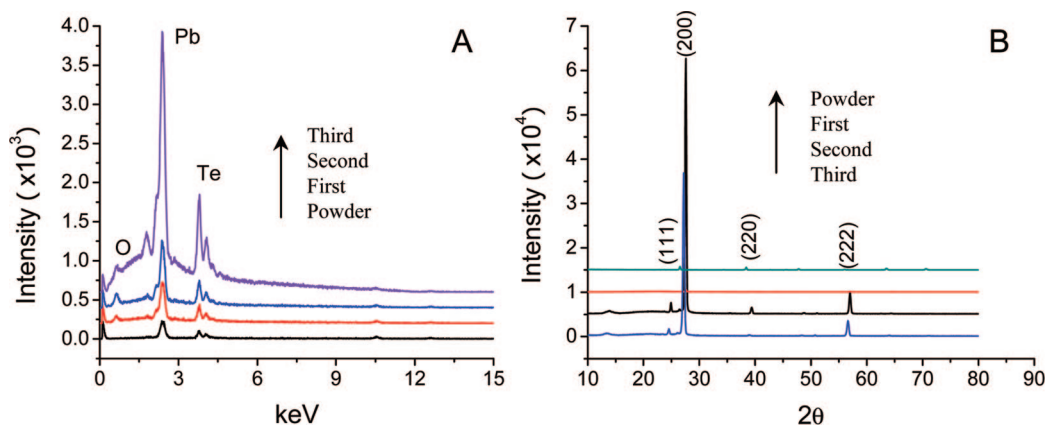 A
Intensity ( x10³)
4.0
3.5
3.0
2.5
2.0
1.5
1.0
0.5
0.0
Pb
Te
O
Third
Second
First
Powder
0 3 6 9 12 15
keV
B
Intensity ( x10⁴)
7
6
5
4
3
2
1
0
(200)
(111)
(220)
(222)
Powder
First
Second
Third
10 20 30 40 50 60 70 80 90
2θ